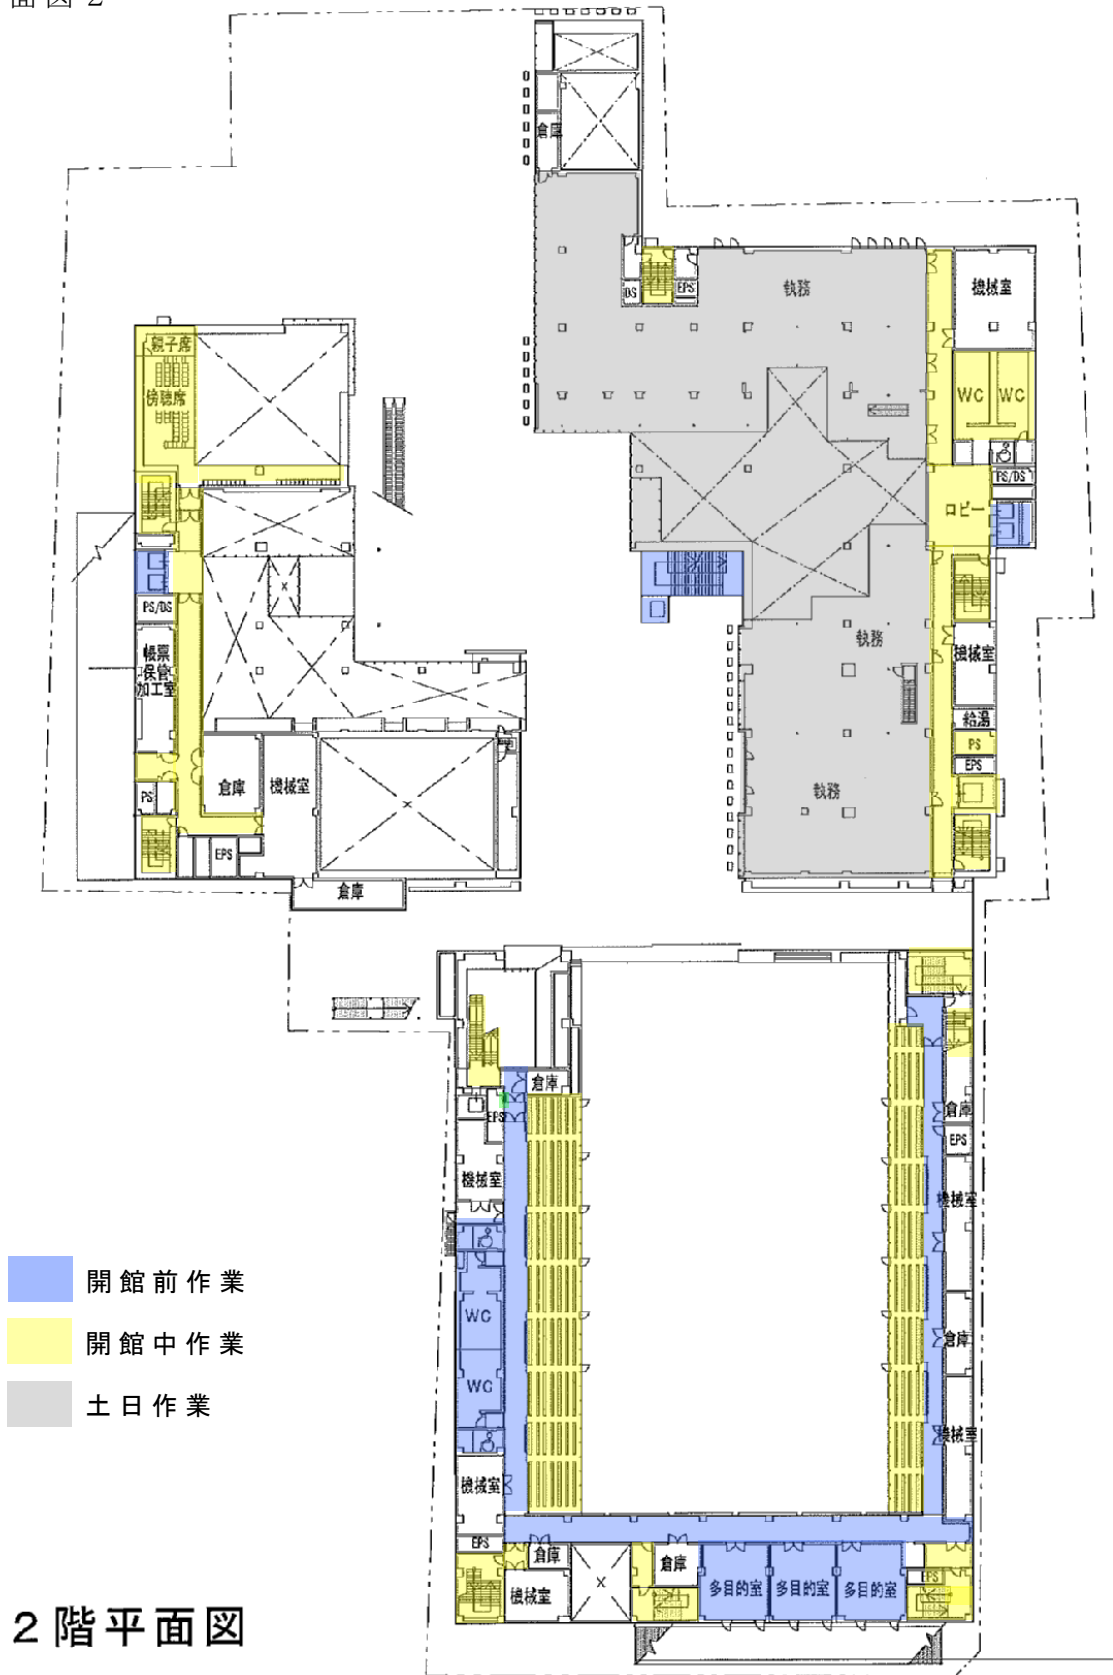 面図2
倉庫
執務
機械室
DS
EPS
親子席
傍聴席
WC
WC
PS/DS
ロビー
PS/DS
帳票
保管
加工室
執務
機械室
給湯
PS
EPS
倉庫
機械室
執務
PS
EPS
倉庫
倉庫
EPS
倉庫
EPS
機械室
機械室
WC
倉庫
WC
機械室
機械室
EPS
倉庫
倉庫
EPS
機械室
多目的室
多目的室
多目的室
開館前作業
開館中作業
土日作業
2階平面図